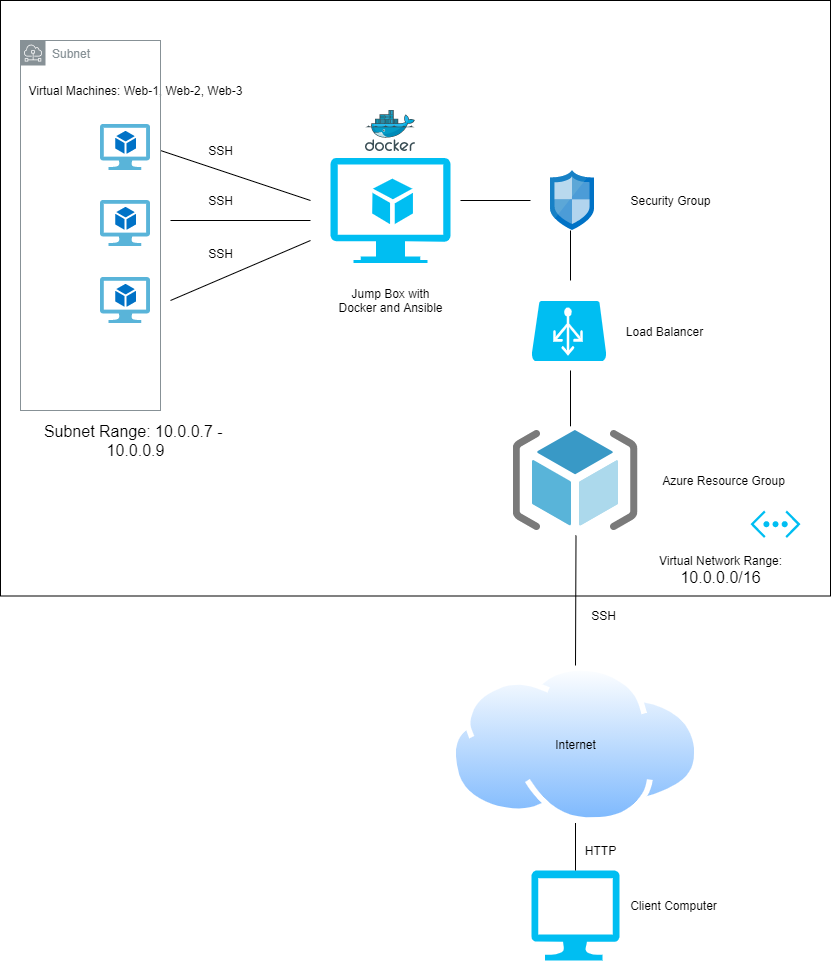 Subnet
Virtual Machines: Web-1, Web-2, Web-3
SSH
SSH
SSH
docker
Jump Box with
Docker and Ansible
Security Group
Load Balancer
Subnet Range: 10.0.0.7 -
10.0.0.9
Azure Resource Group
Virtual Network Range:
10.0.0.0/16
SSH
Internet
HTTP
Client Computer